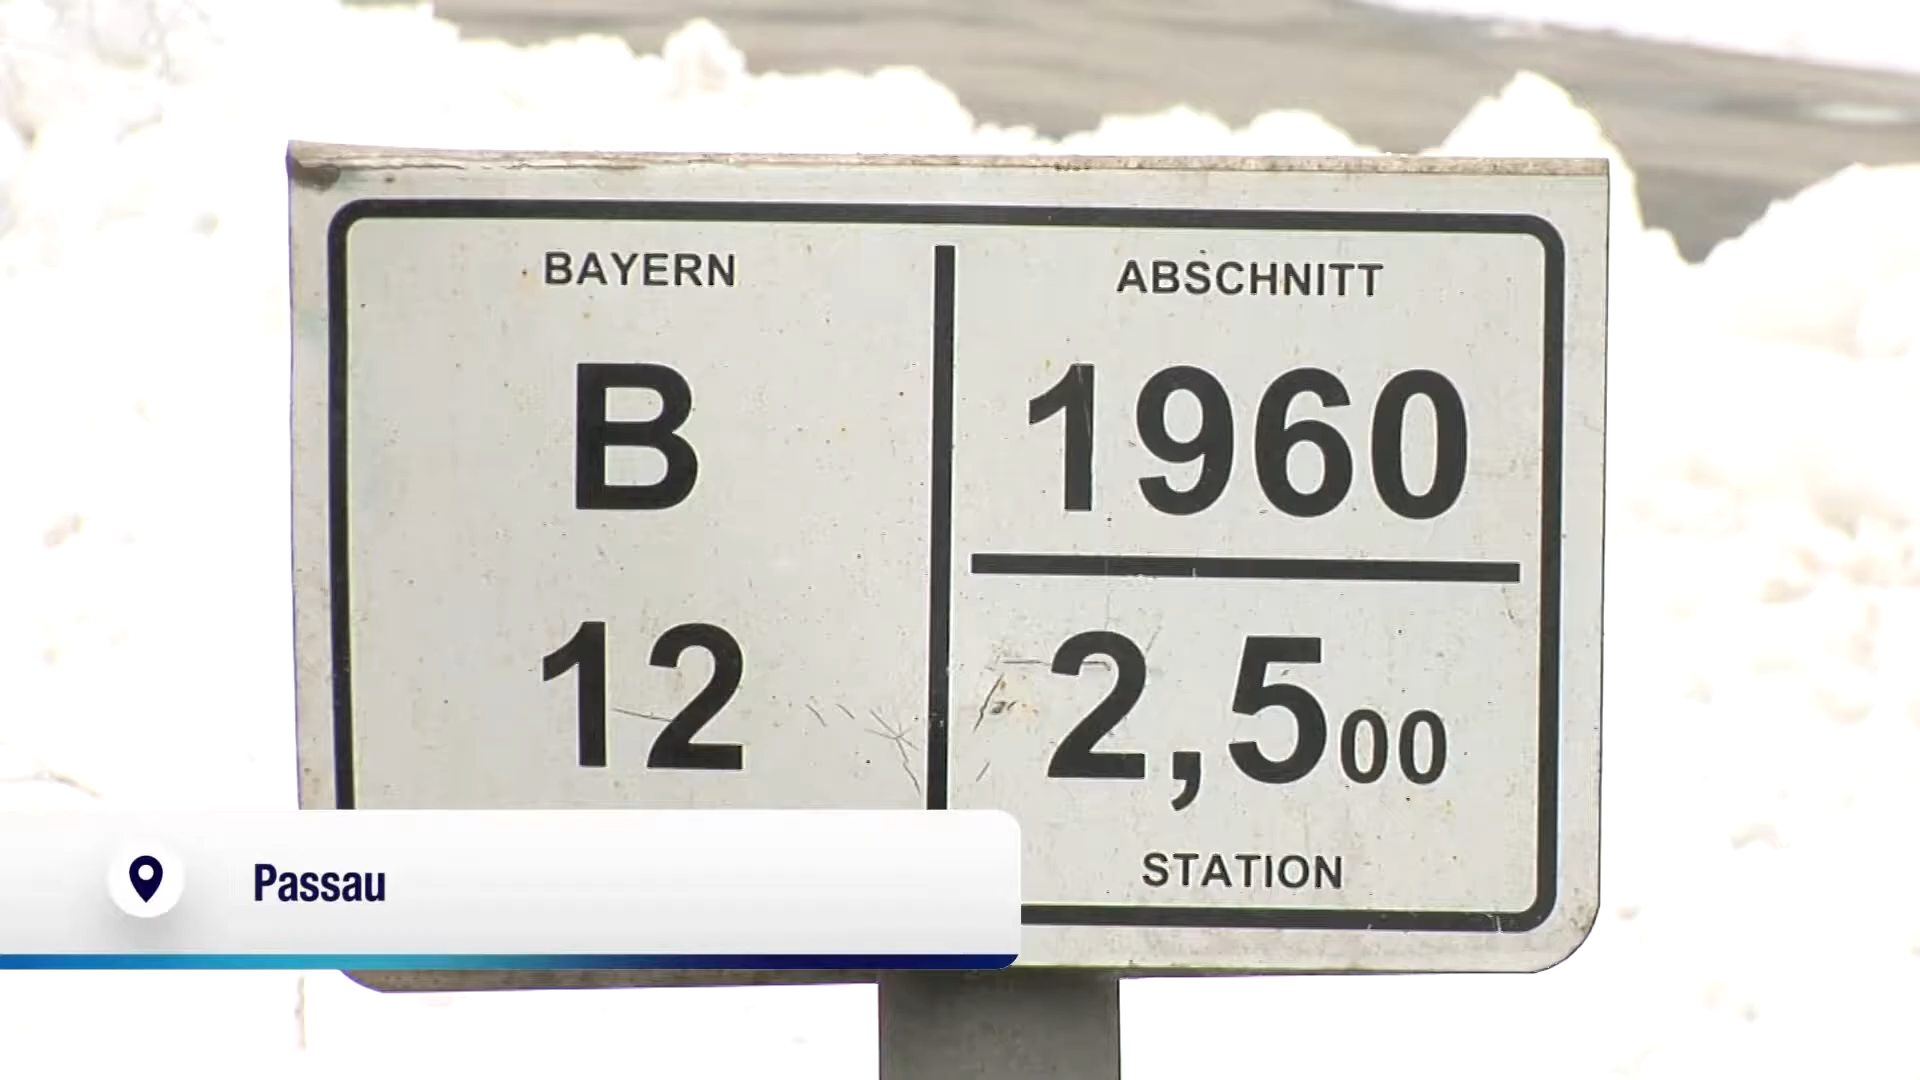 BAYERN
B
12
ABSCHNITT
1960
2,500
STATION
Passau